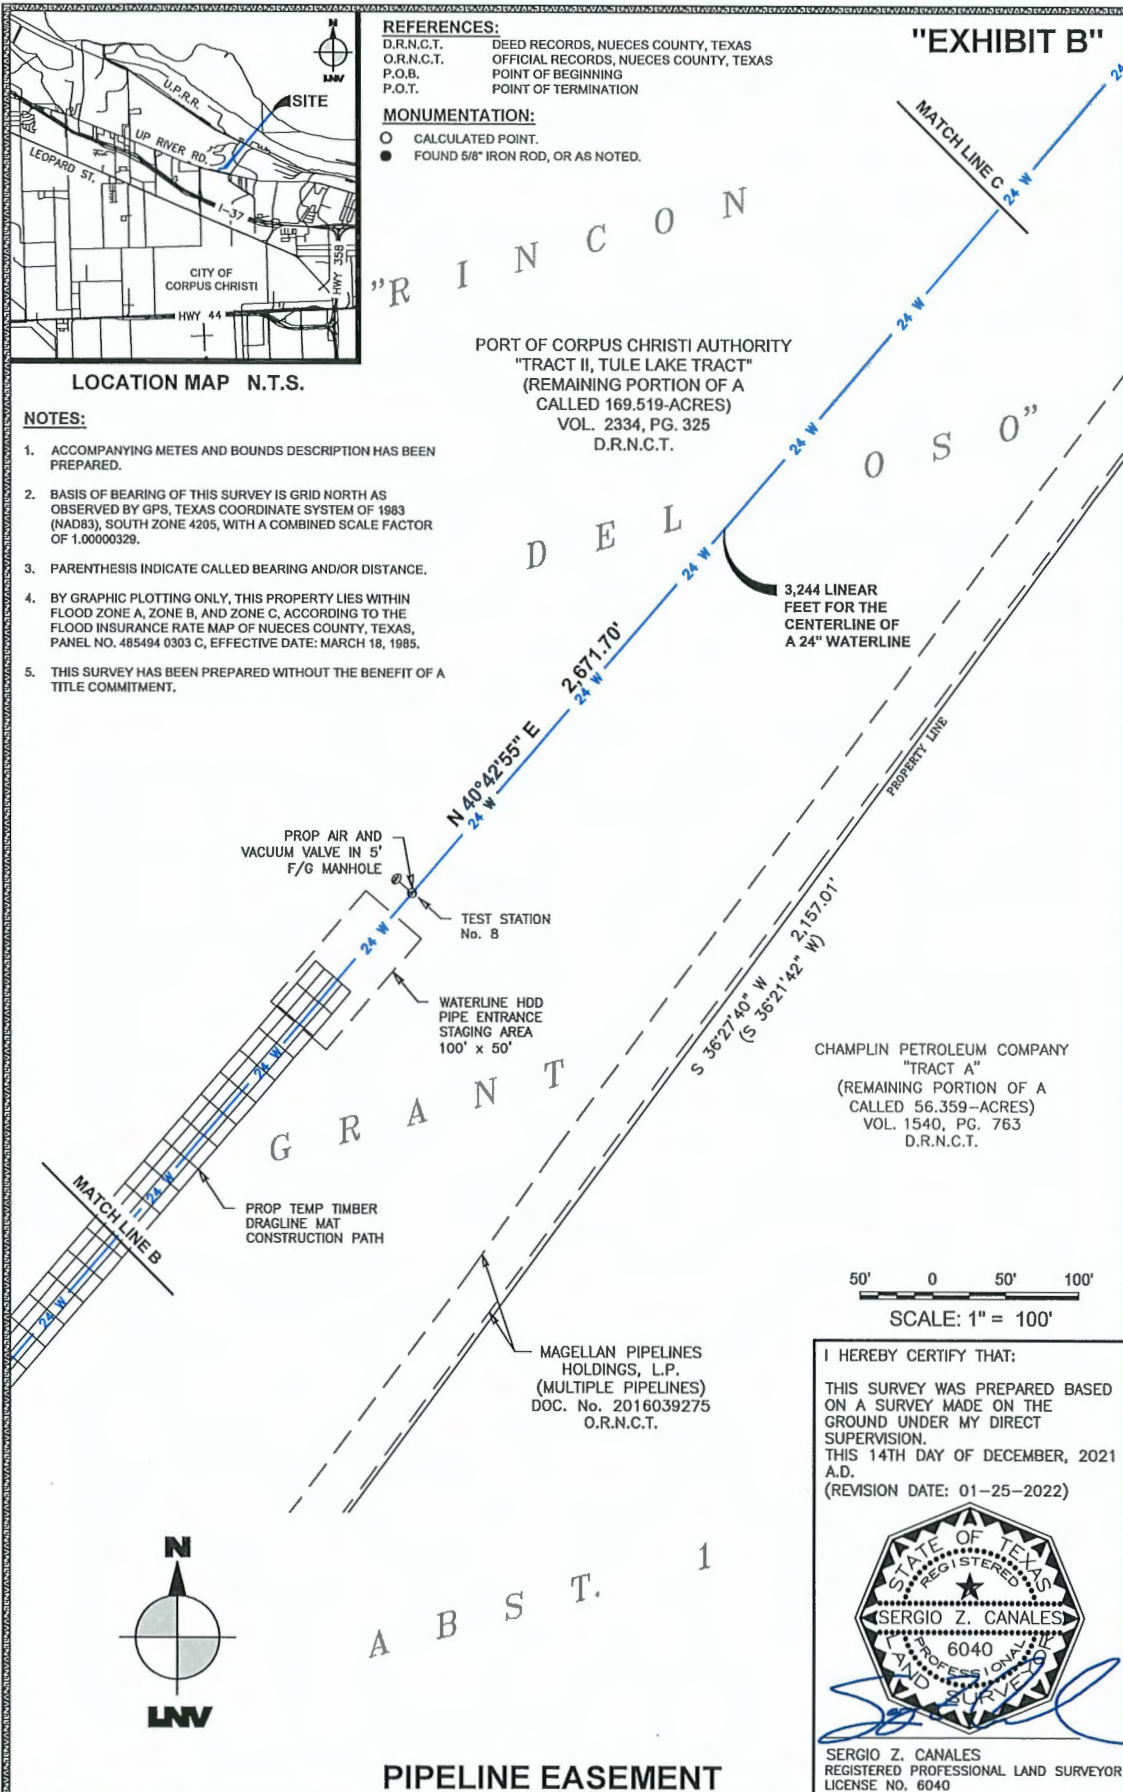 "EXHIBIT B"
REFERENCES:
D.R.N.C.T. DEED RECORDS, NUECES COUNTY, TEXAS
O.R.N.C.T. OFFICIAL RECORDS, NUECES COUNTY, TEXAS
P.O.B. POINT OF BEGINNING
P.O.T. POINT OF TERMINATION
MONUMENTATION:
CALCULATED POINT.
FOUND 5/8" IRON ROD, OR AS NOTED.
N
LNV
SITE
U.P.R.R.
UP RIVER RD.
LEOPARD ST.
I-37
HWY 358
CITY OF
CORPUS CHRISTI
HWY 44
LOCATION MAP N.T.S.
NOTES:
1. ACCOMPANYING METES AND BOUNDS DESCRIPTION HAS BEEN
PREPARED.
2. BASIS OF BEARING OF THIS SURVEY IS GRID NORTH AS
OBSERVED BY GPS, TEXAS COORDINATE SYSTEM OF 1983
(NAD83), SOUTH ZONE 4205, WITH A COMBINED SCALE FACTOR
OF 1.00000329.
3. PARENTHESIS INDICATE CALLED BEARING AND/OR DISTANCE.
4. BY GRAPHIC PLOTTING ONLY, THIS PROPERTY LIES WITHIN
FLOOD ZONE A, ZONE B, AND ZONE C, ACCORDING TO THE
FLOOD INSURANCE RATE MAP OF NUECES COUNTY, TEXAS,
PANEL NO. 485494 0303 C, EFFECTIVE DATE: MARCH 18, 1985.
5. THIS SURVEY HAS BEEN PREPARED WITHOUT THE BENEFIT OF A
TITLE COMMITMENT.
24
MATCH LINE C
24 W
"RINCON
24 W
PORT OF CORPUS CHRISTI AUTHORITY
"TRACT II, TULE LAKE TRACT"
(REMAINING PORTION OF A
CALLED 169.519-ACRES)
VOL. 2334, PG. 325
D.R.N.C.T.
24 W
DEL OSO"
24 W
3,244 LINEAR
FEET FOR THE
CENTERLINE OF
A 24" WATERLINE
N 40°42'55" E 2,671.70'
24 W
24 W
PROPERTY LINE
PROP AIR AND
VACUUM VALVE IN 5'
F/G MANHOLE
TEST STATION
No. 8
24 W
WATERLINE HDD
PIPE ENTRANCE
STAGING AREA
100' x 50'
S 36°27'40" W 2,157.01'
(S 36°21'42" W)
CHAMPLIN PETROLEUM COMPANY
"TRACT A"
(REMAINING PORTION OF A
CALLED 56.359-ACRES)
VOL. 1540, PG. 763
D.R.N.C.T.
24 W
GRANT
24 W
MATCH LINE B
PROP TEMP TIMBER
DRAGLINE MAT
CONSTRUCTION PATH
24 W
50' 0 50' 100'
SCALE: 1" = 100'
MAGELLAN PIPELINES
HOLDINGS, L.P.
(MULTIPLE PIPELINES)
DOC. No. 2016039275
O.R.N.C.T.
I HEREBY CERTIFY THAT:
THIS SURVEY WAS PREPARED BASED
ON A SURVEY MADE ON THE
GROUND UNDER MY DIRECT
SUPERVISION.
THIS 14TH DAY OF DECEMBER, 2021
A.D.
(REVISION DATE: 01-25-2022)
STATE OF TEXAS
REGISTERED
SERGIO Z. CANALES
6040
PROFESSIONAL
LAND SURVEYOR
ABST. 1
N
LNV
SERGIO Z. CANALES
REGISTERED PROFESSIONAL LAND SURVEYOR
LICENSE NO. 6040
PIPELINE EASEMENT